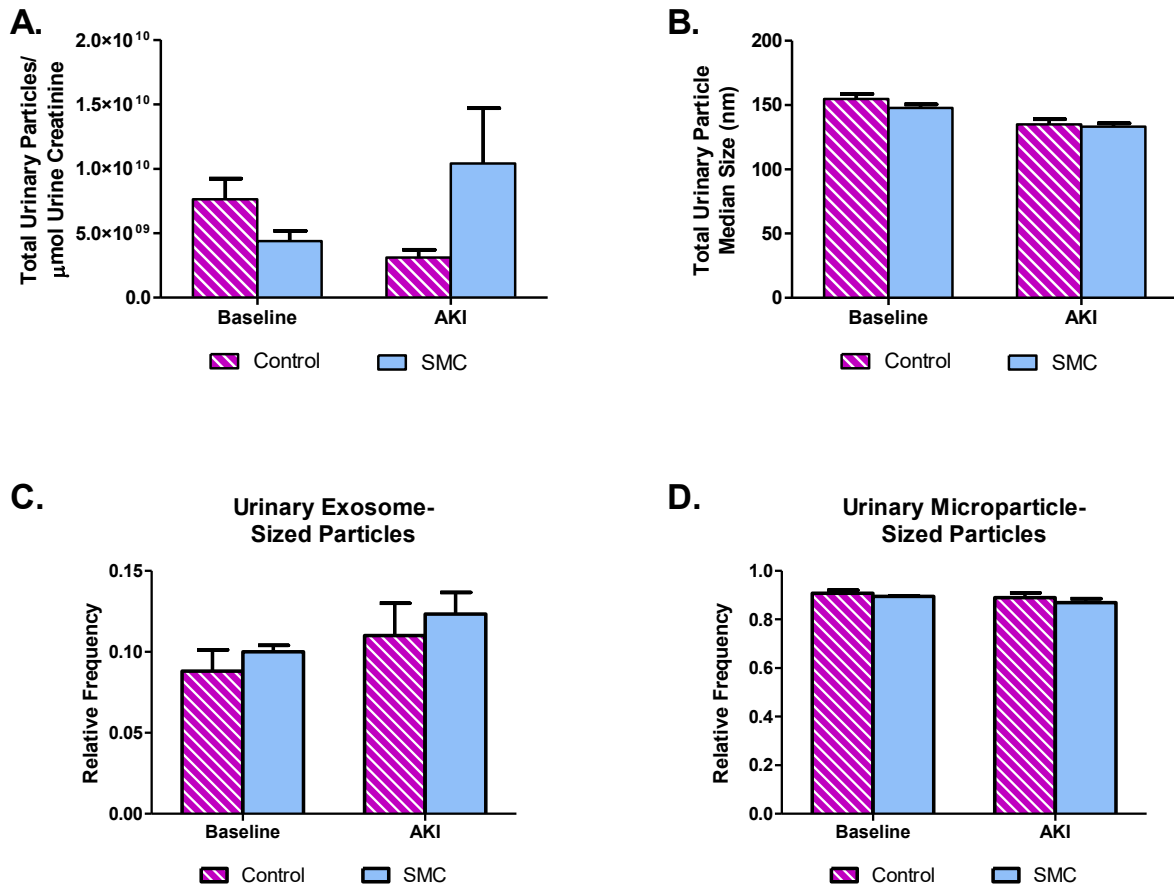 A.
Total Urinary Particles/
µmol Urine Creatinine
2.0×10¹⁰
1.5×10¹⁰
1.0×10¹⁰
5.0×10⁰⁹
0.0
Baseline AKI
Control SMC
B.
Total Urinary Particle
Median Size (nm)
200
150
100
50
0
Baseline AKI
Control SMC
C.
Urinary Exosome-
Sized Particles
Relative Frequency
0.15
0.10
0.05
0.00
Baseline AKI
Control SMC
D.
Urinary Microparticle-
Sized Particles
Relative Frequency
1.0
0.8
0.6
0.4
0.2
0.0
Baseline AKI
Control SMC